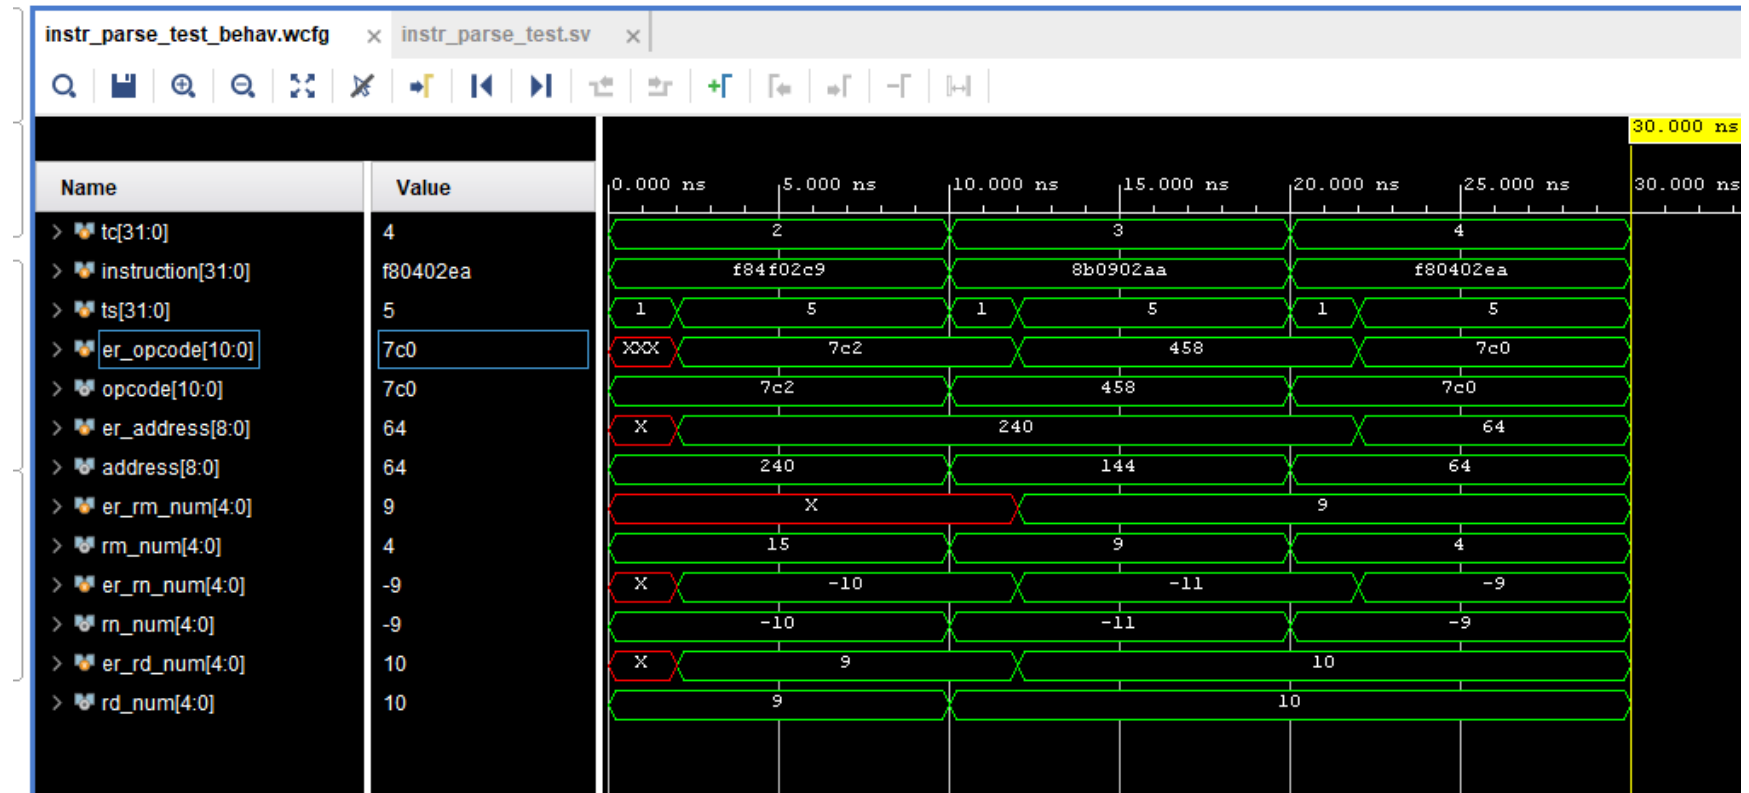 instr_parse_test_behav.wcfg × instr_parse_test.sv ×
30.000 ns
Name Value 0.000 ns 5.000 ns 10.000 ns 15.000 ns 20.000 ns 25.000 ns 30.000 ns
tc[31:0] 4 2 3 4
instruction[31:0] f80402ea f84f02c9 8b0902aa f80402ea
ts[31:0] 5 1 5 1 5 1 5
er_opcode[10:0] 7c0 XXX 7c2 458 7c0
opcode[10:0] 7c0 7c2 458 7c0
er_address[8:0] 64 X 240 64
address[8:0] 64 240 144 64
er_rm_num[4:0] 9 X 9
rm_num[4:0] 4 15 9 4
er_rn_num[4:0] -9 X -10 -11 -9
rn_num[4:0] -9 -10 -11 -9
er_rd_num[4:0] 10 X 9 10
rd_num[4:0] 10 9 10